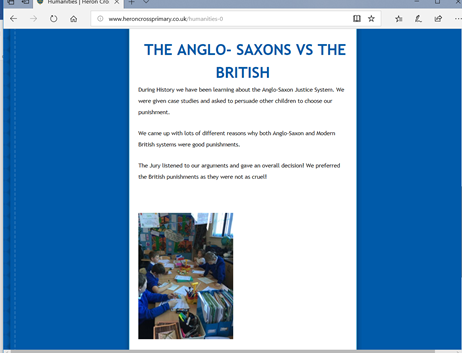 Humanities | Heron Cro
www.heroncrossprimary.co.uk/humanities-0
THE ANGLO- SAXONS VS THE
BRITISH
During History we have been learning about the Anglo-Saxon Justice System. We
were given case studies and asked to persuade other children to choose our
punishment.
We came up with lots of different reasons why both Anglo-Saxon and Modern
British systems were good punishments.
The Jury listened to our arguments and gave an overall decision! We preferred
the British punishments as they were not as cruel!